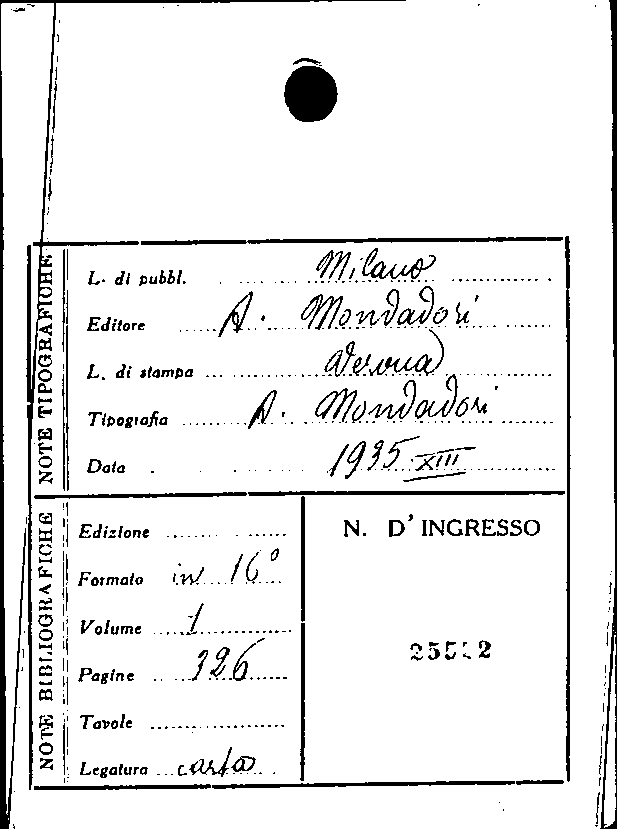 NOTE TIPOGRAFICHE
L. di pubbl. Milano
Editore A. Mondadori
L. di stampa Verona
Tipografia A. Mondadori
Data 1935 XIII
NOTE BIBLIOGRAFICHE
Edizione
Formato in 16°
Volume 1
Pagine 326
Tavole
Legatura carta
N. D'INGRESSO